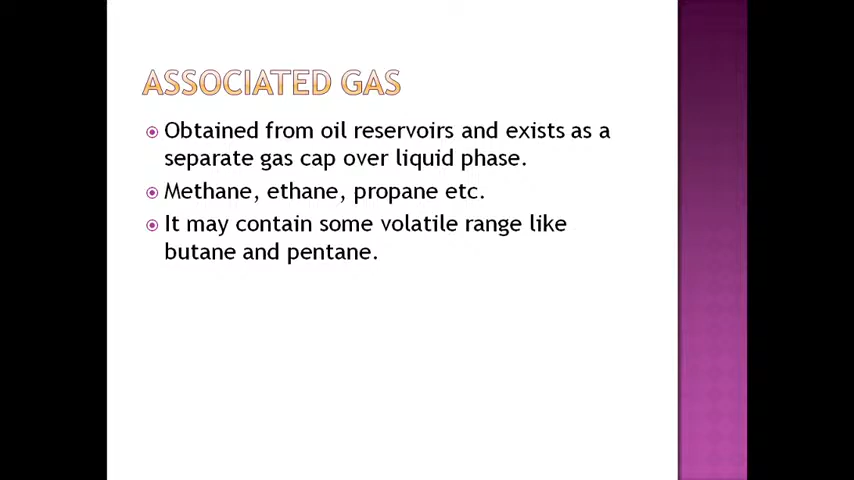 ASSOCIATED GAS
Obtained from oil reservoirs and exists as a
separate gas cap over liquid phase.
Methane, ethane, propane etc.
It may contain some volatile range like
butane and pentane.